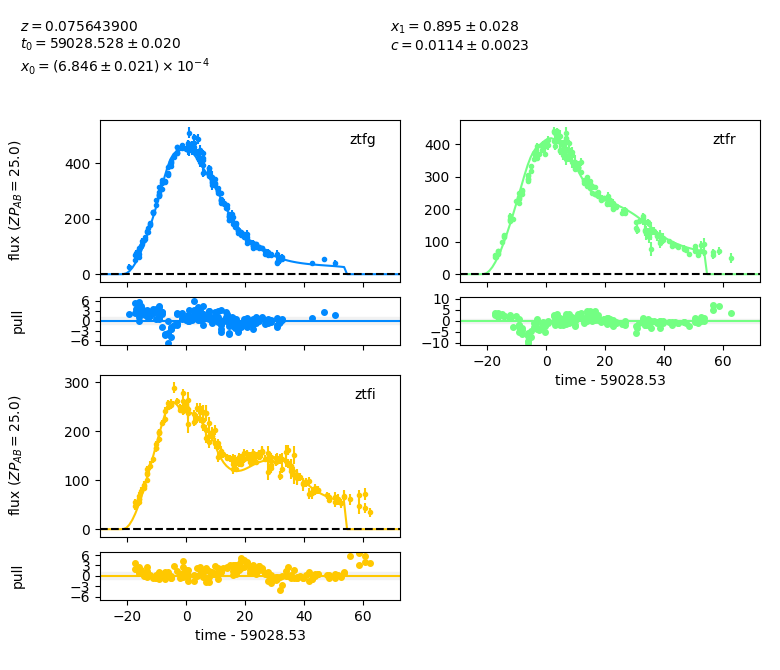 z = 0.075643900
t₀ = 59028.528 ± 0.020
x₀ = (6.846 ± 0.021) × 10⁻⁴
x₁ = 0.895 ± 0.028
c = 0.0114 ± 0.0023
flux (ZP_AB = 25.0)
400
200
0
ztfg
400
300
200
100
0
ztfr
pull
6
3
0
−3
−6
10
5
0
−5
−10
−20
0
20
40
60
time - 59028.53
flux (ZP_AB = 25.0)
300
200
100
0
ztfi
pull
6
3
0
−3
−6
−20
0
20
40
60
time - 59028.53